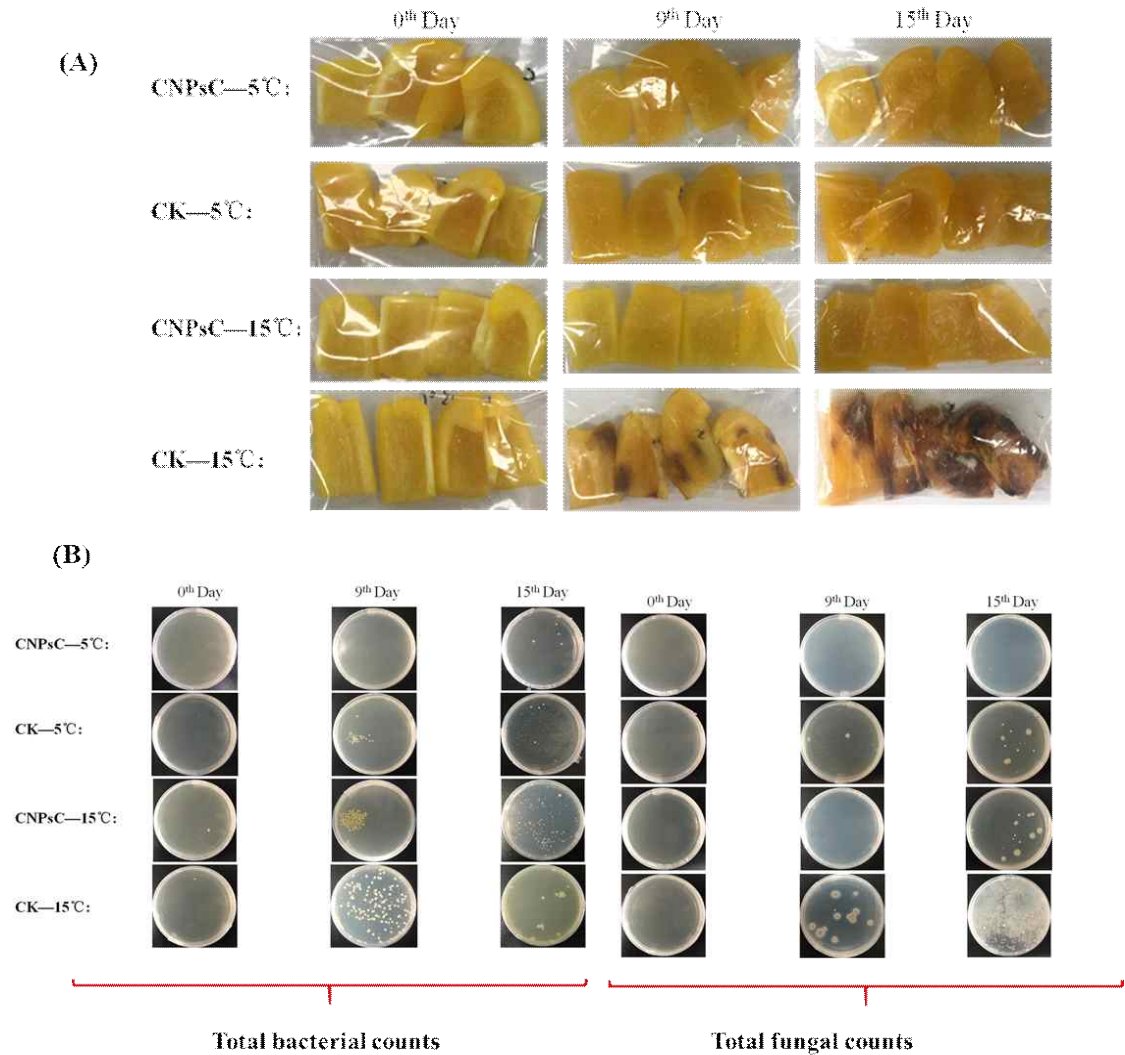 0th Day 9th Day 15th Day
(A)
CNPsC—5℃:
CK—5℃:
CNPsC—15℃:
CK—15℃:
(B)
0th Day 9th Day 15th Day 0th Day 9th Day 15th Day
CNPsC—5℃:
CK—5℃:
CNPsC—15℃:
CK—15℃:
Total bacterial counts Total fungal counts